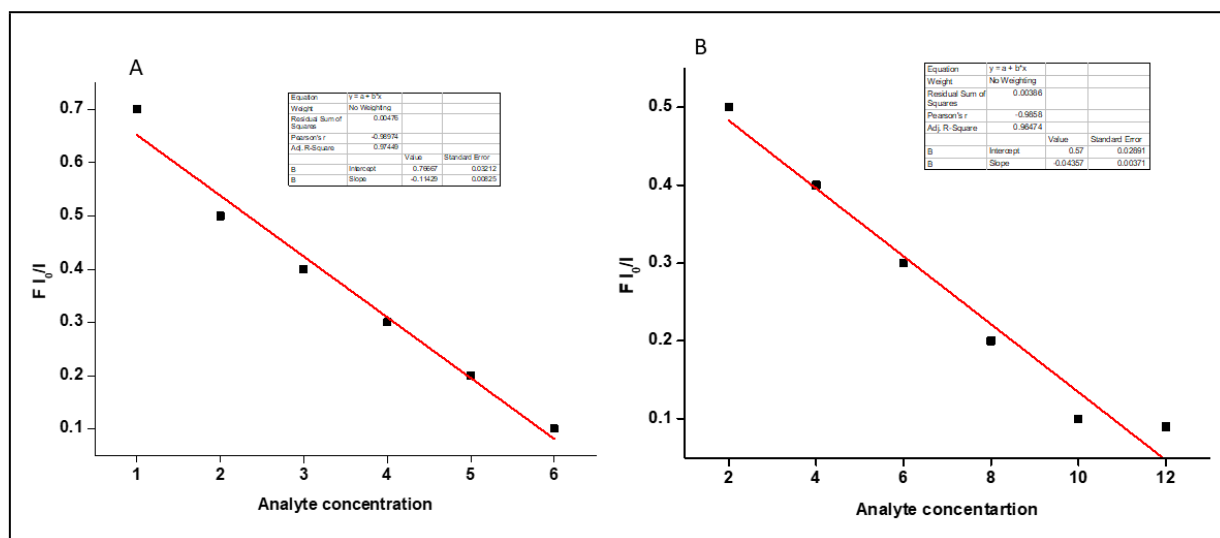 A
Equation y = a + b*x
Weight No Weighting
Residual Sum of Squares 0.00476
Pearson's r -0.98974
Adj. R-Square 0.97449
Value Standard Error
B Intercept 0.76667 0.03212
B Slope -0.11429 0.00825
0.7
0.6
0.5
0.4
0.3
0.2
0.1
F I0/I
1 2 3 4 5 6
Analyte concentration
B
Equation y = a + b*x
Weight No Weighting
Residual Sum of Squares 0.00386
Pearson's r -0.9858
Adj. R-Square 0.96474
Value Standard Error
B Intercept 0.57 0.02891
B Slope -0.04357 0.00371
0.5
0.4
0.3
0.2
0.1
F I0/I
2 4 6 8 10 12
Analyte concentartion